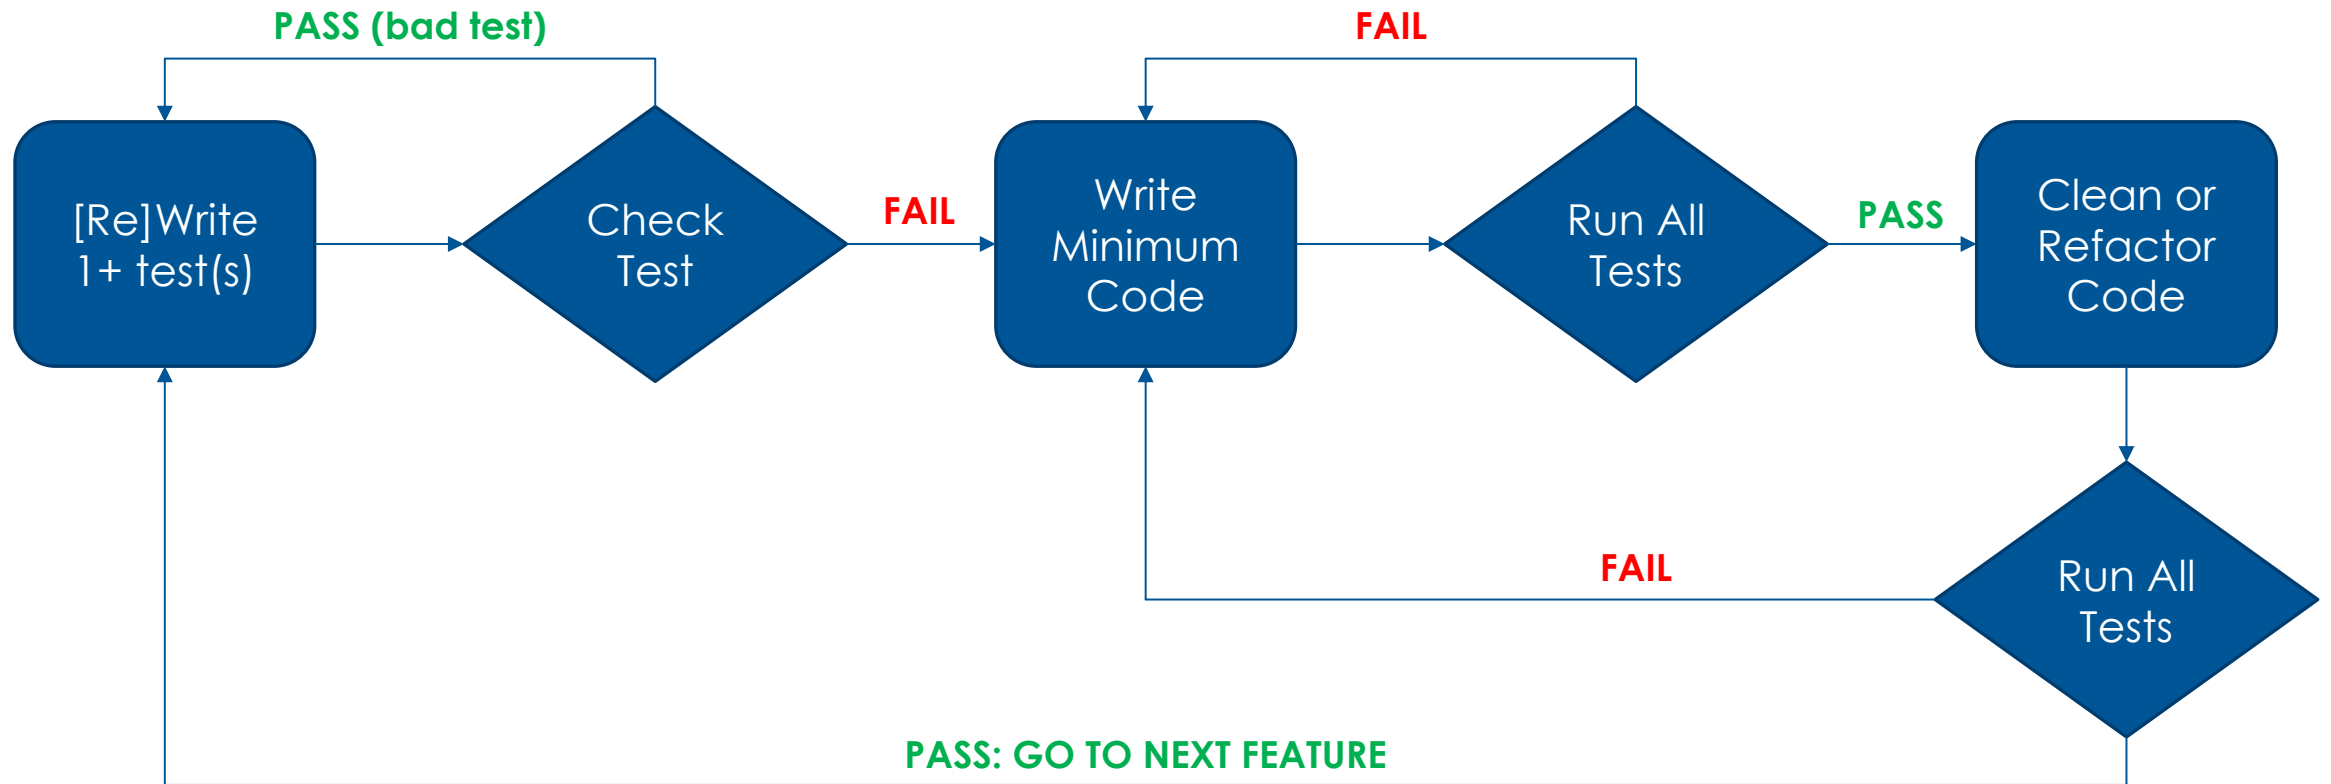 PASS (bad test)
FAIL
[Re]Write
1+ test(s)
Check
Test
FAIL
Write
Minimum
Code
Run All
Tests
PASS
Clean or
Refactor
Code
FAIL
Run All
Tests
PASS: GO TO NEXT FEATURE